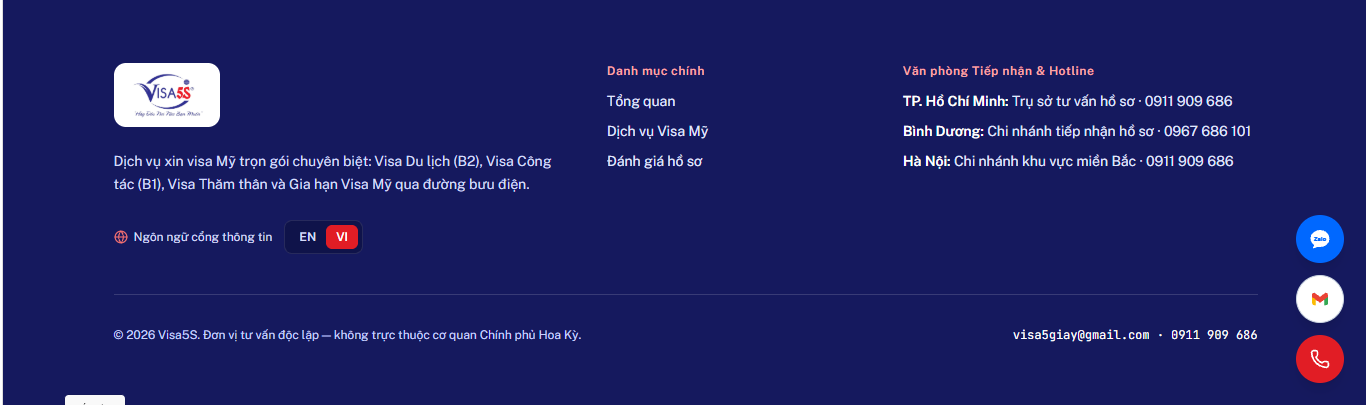 VISA5S®
Dịch vụ xin visa Mỹ trọn gói chuyên biệt: Visa Du lịch (B2), Visa Công
tác (B1), Visa Thăm thân và Gia hạn Visa Mỹ qua đường bưu điện.
Ngôn ngữ cổng thông tin
EN
VI
Danh mục chính
Tổng quan
Dịch vụ Visa Mỹ
Đánh giá hồ sơ
Văn phòng Tiếp nhận & Hotline
TP. Hồ Chí Minh: Trụ sở tư vấn hồ sơ · 0911 909 686
Bình Dương: Chi nhánh tiếp nhận hồ sơ · 0967 686 101
Hà Nội: Chi nhánh khu vực miền Bắc · 0911 909 686
Zalo
© 2026 Visa5S. Đơn vị tư vấn độc lập — không trực thuộc cơ quan Chính phủ Hoa Kỳ.
visa5giay@gmail.com · 0911 909 686